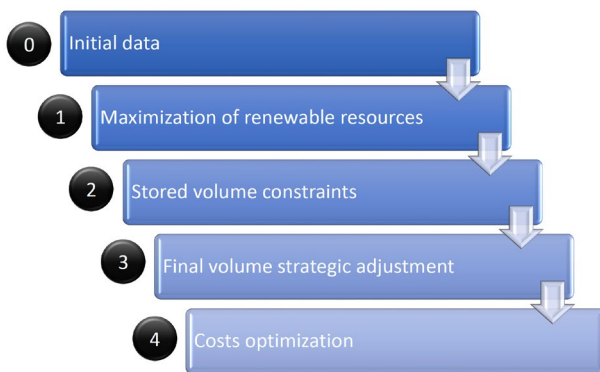 0 Initial data
1 Maximization of renewable resources
2 Stored volume constraints
3 Final volume strategic adjustment
4 Costs optimization